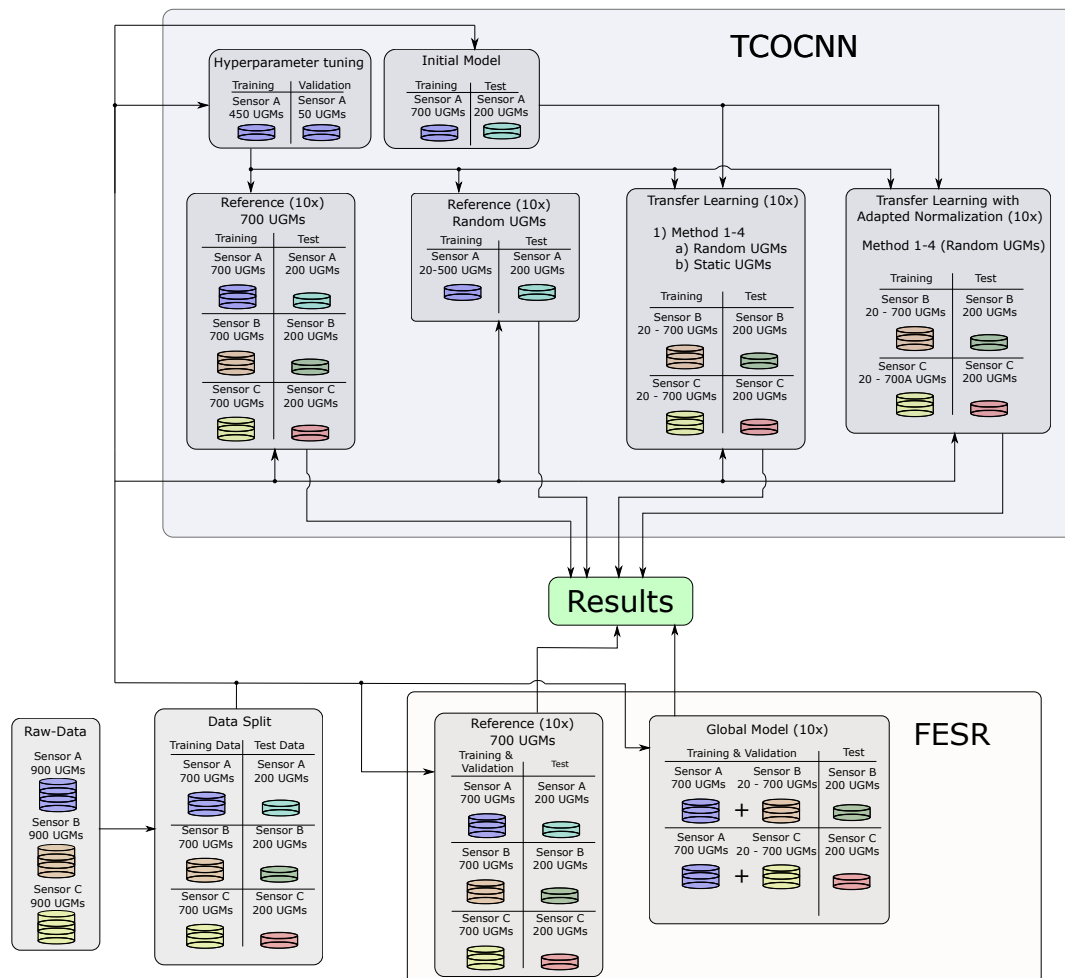 TCOCNN
Hyperparameter tuning
Training Validation
Sensor A Sensor A
450 UGMs 50 UGMs
Initial Model
Training Test
Sensor A Sensor A
700 UGMs 200 UGMs
Reference (10x)
700 UGMs
Training Test
Sensor A Sensor A
700 UGMs 200 UGMs
Sensor B Sensor B
700 UGMs 200 UGMs
Sensor C Sensor C
700 UGMs 200 UGMs
Reference (10x)
Random UGMs
Training Test
Sensor A Sensor A
20-500 UGMs 200 UGMs
Transfer Learning (10x)
1) Method 1-4
a) Random UGMs
b) Static UGMs
Training Test
Sensor B Sensor B
20 - 700 UGMs 200 UGMs
Sensor C Sensor C
20 - 700 UGMs 200 UGMs
Transfer Learning with
Adapted Normalization (10x)
Method 1-4 (Random UGMs)
Training Test
Sensor B Sensor B
20 - 700 UGMs 200 UGMs
Sensor C Sensor C
20 - 700A UGMs 200 UGMs
Results
Raw-Data
Sensor A
900 UGMs
Sensor B
900 UGMs
Sensor C
900 UGMs
Data Split
Training Data Test Data
Sensor A Sensor A
700 UGMs 200 UGMs
Sensor B Sensor B
700 UGMs 200 UGMs
Sensor C Sensor C
700 UGMs 200 UGMs
FESR
Reference (10x)
700 UGMs
Training &
Validation Test
Sensor A Sensor A
700 UGMs 200 UGMs
Sensor B Sensor B
700 UGMs 200 UGMs
Sensor C Sensor C
700 UGMs 200 UGMs
Global Model (10x)
Training & Validation Test
Sensor A Sensor B Sensor B
700 UGMs 20 - 700 UGMs 200 UGMs
+
Sensor A Sensor C Sensor C
700 UGMs 20 - 700 UGMs 200 UGMs
+